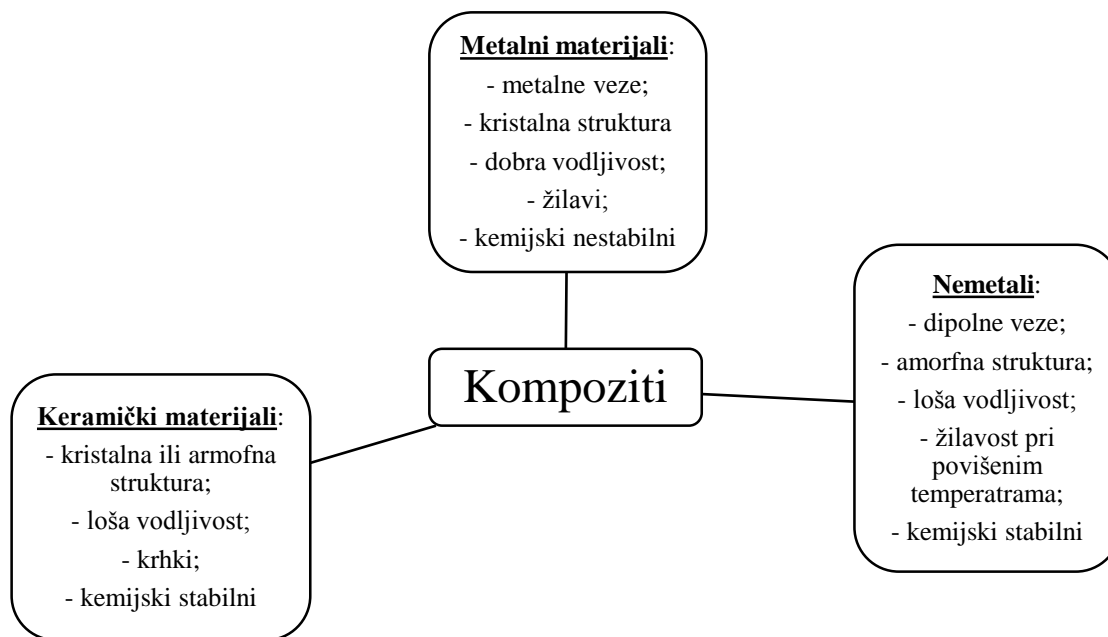 Metalni materijali:
- metalne veze;
- kristalna struktura
- dobra vodljivost;
- žilavi;
- kemijski nestabilni
Nemetali:
- dipolne veze;
- amorfna struktura;
- loša vodljivost;
- žilavost pri
povišenim
temperatrama;
- kemijski stabilni
Kompoziti
Keramički materijali:
- kristalna ili armofna
struktura;
- loša vodljivost;
- krhki;
- kemijski stabilni